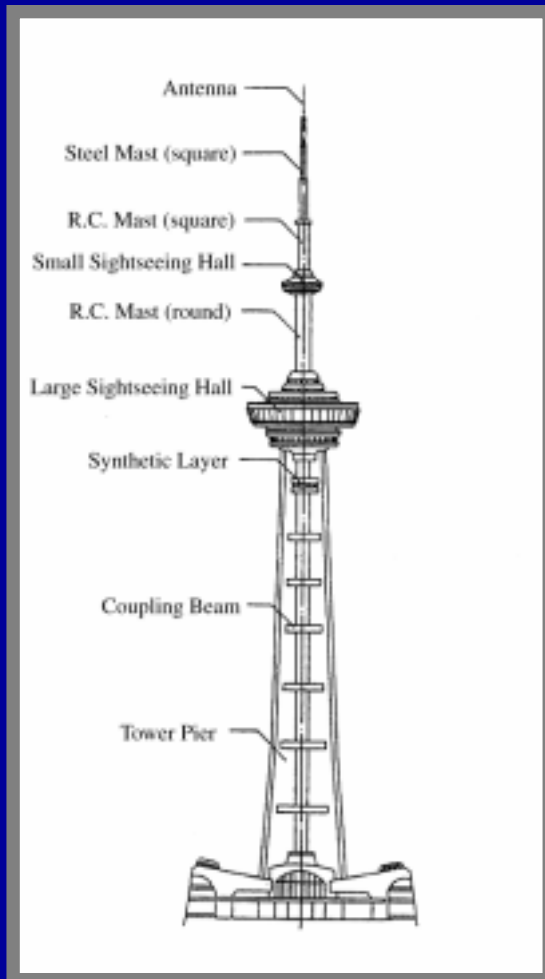 Antenna
Steel Mast (square)
R.C. Mast (square)
Small Sightseeing Hall
R.C. Mast (round)
Large Sightseeing Hall
Synthetic Layer
Coupling Beam
Tower Pier